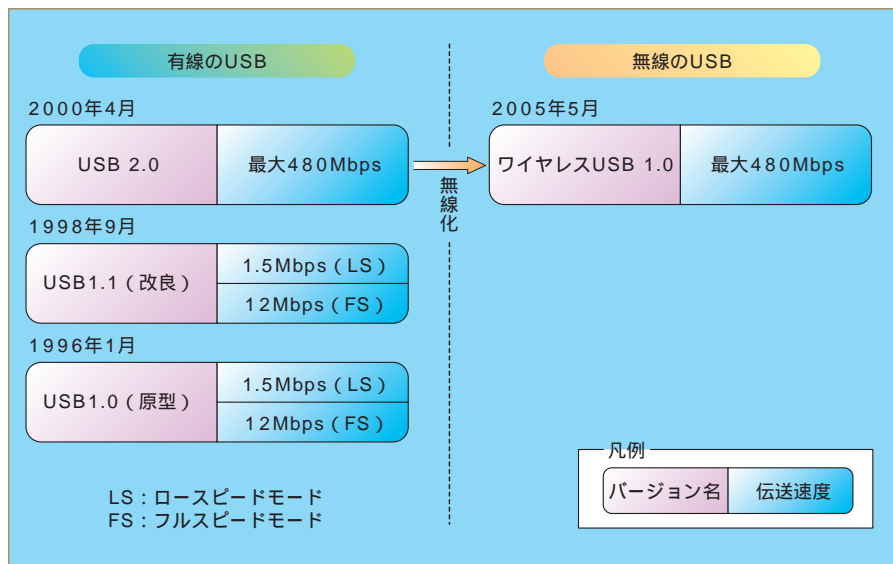 有線のUSB
2000年4月
USB 2.0
最大480Mbps
1998年9月
USB1.1(改良)
1.5Mbps(LS)
12Mbps(FS)
1996年1月
USB1.0(原型)
1.5Mbps(LS)
12Mbps(FS)
LS:ロースピードモード
FS:フルスピードモード
無線化
無線のUSB
2005年5月
ワイヤレスUSB 1.0
最大480Mbps
凡例
バージョン名
伝送速度